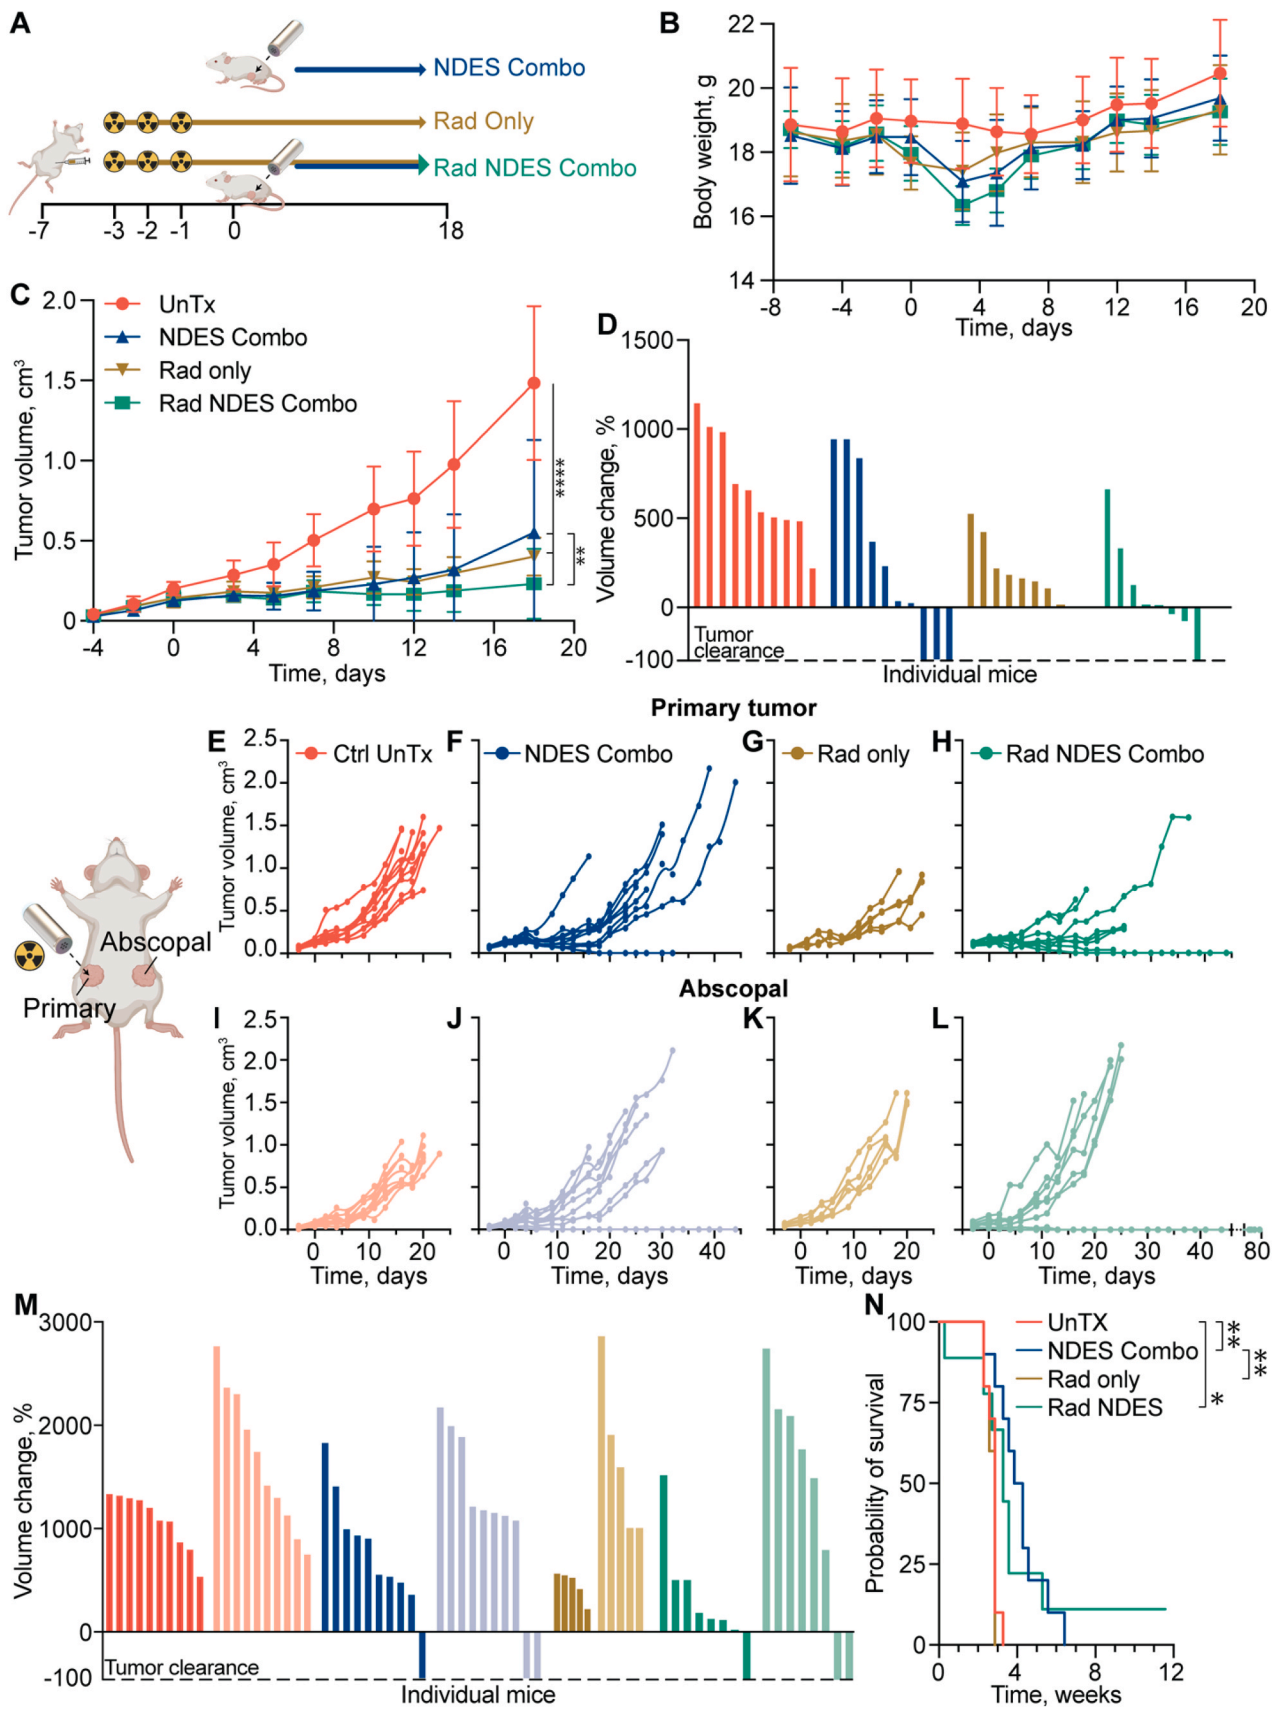 A
NDES Combo
Rad Only
Rad NDES Combo
-7 -3 -2 -1 0 18
B
Body weight, g
22
20
18
16
14
-8 -4 0 4 8 12 16 20
Time, days
C
Tumor volume, cm³
2.0
1.5
1.0
0.5
0
UnTx
NDES Combo
Rad only
Rad NDES Combo
****
**
-4 0 4 8 12 16 20
Time, days
D
Volume change, %
1500
1000
500
0
-100
Tumor
clearance
Individual mice
Primary tumor
E
Ctrl UnTx
F
NDES Combo
G
Rad only
H
Rad NDES Combo
Tumor volume, cm³
2.5
2.0
1.5
1.0
0.5
0.0
Abscopal
Primary
Abscopal
I
J
K
L
Tumor volume, cm³
2.5
2.0
1.5
1.0
0.5
0.0
0 10 20
Time, days
0 10 20 30 40
Time, days
0 10 20
Time, days
0 10 20 30 40 80
Time, days
M
Volume change, %
3000
2000
1000
0
-100
Tumor clearance
Individual mice
N
Probability of survival
100
75
50
25
0
UnTX
NDES Combo
Rad only
Rad NDES
**
**
*
0 4 8 12
Time, weeks